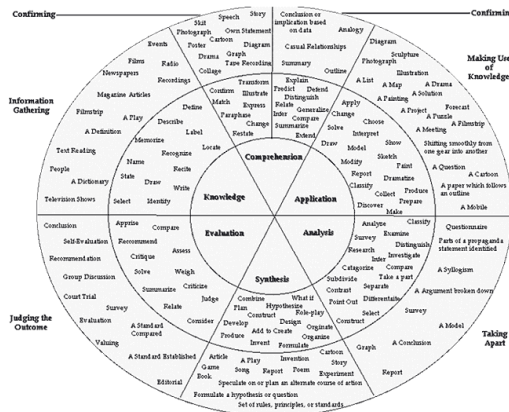 Confirming
Confirming
Making Use
of
Knowledge
Information
Gathering
Judging the
Outcome
Taking
Apart
Skit
Speech
Story
Photograph
Own Statement
Cartoon
Poster
Diagram
Drama
Graph
Tape Recording
Collage
Conclusion or
implication based
on data
Analogy
Casual Relationships
Summary
Outline
Diagram
Sculpture
Photograph
Illustration
A List
A Map
A Drama
A Solution
A Painting
Forecast
A Project
A Puzzle
A Filmstrip
A Meeting
Shifting smoothly from
one gear into another
A Question
A Cartoon
A paper which follows
an outline
A Mobile
Events
Films
Radio
Newspapers
Recordings
Magazine Articles
Filmstrip
A Play
A Definition
Text Reading
People
A Dictionary
Television Shows
Define
Describe
Label
Memorize
Locate
Recognize
Name
Recite
State
Draw
Write
Select
Identify
Knowledge
Confirm
Transform
Match
Illustrate
Express
Paraphase
Change
Restate
Explain
Predict
Defend
Distinguish
Relate
Generalize
Infer
Compare
Summarize
Extend
Comprehension
Apply
Change
Choose
Solve
Interpret
Draw
Model
Show
Sketch
Modify
Paint
Report
Dramatize
Classify
Collect
Produce
Discover
Prepare
Make
Application
Evaluation
Analysis
Synthesis
Conclusion
Self-Evaluation
Recommendation
Group Discussion
Court Trial
Survey
Evaluation
A Standard
Compared
Valuing
A Standard Established
Editorial
Apprize
Compare
Recommend
Assess
Critique
Solve
Weigh
Criticize
Summarize
Judge
Relate
Consider
Analyze
Classify
Survey
Examine
Distinguish
Research
Investigate
Infer
Compare
Catagorize
Take a part
Subdivide
Separate
Contrast
Differentiate
Point Out
Select
Construct
Questionnaire
Parts of a propaganda
statement identified
A Syllogism
A Argument broken down
Survey
A Model
A Conclusion
Graph
Report
Combine
What if
Plan
Hypothesize
Role-play
Develop
Design
Add to Create
Produce
Orginate
Organize
Invent
Formulate
Article
A Play
Invention
Cartoon
Game
Story
Song
Report
Poem
Experiment
Book
Speculate on or plan an alternate course of action
Formulate a hypothesis or question
Set of rules, principles, or standards